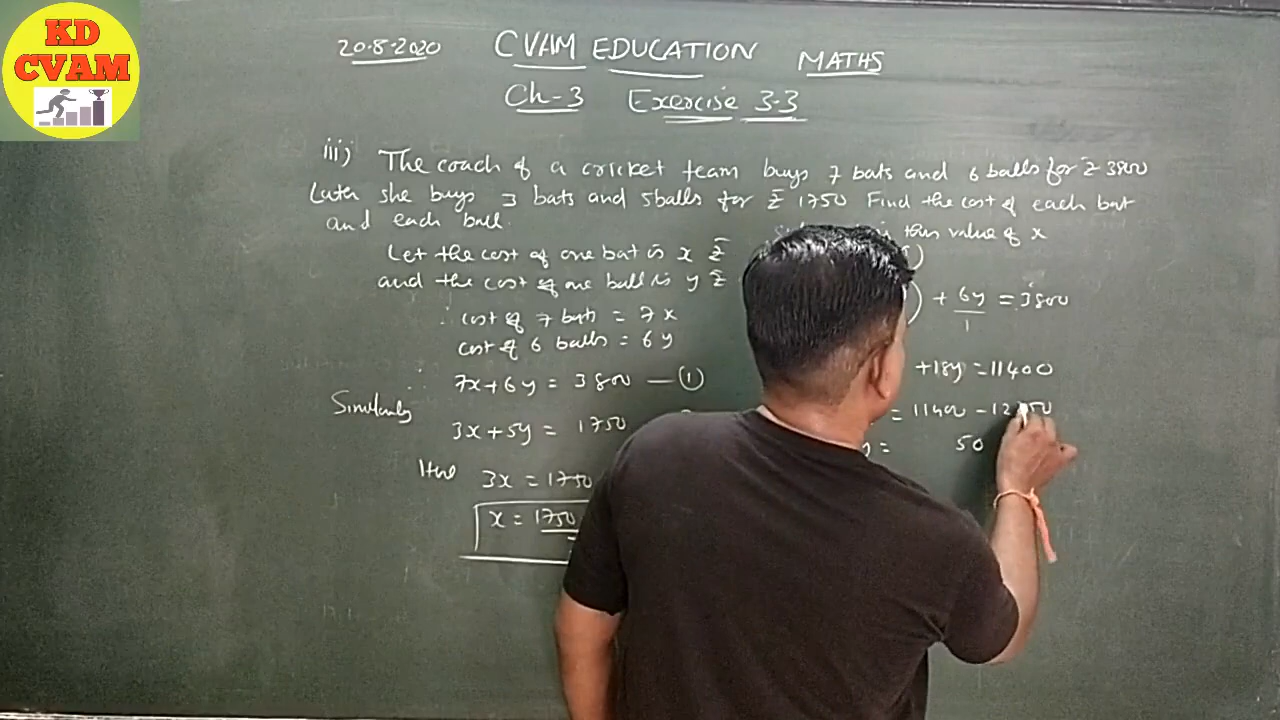 KD
CVAM
20-8-2020 CVAM EDUCATION MATHS
Ch-3 Exercise 3.3
iii) The coach of a cricket team buys 7 bats and 6 balls for ₹ 3800
Later she buys 3 bats and 5 balls for ₹ 1750 Find the cost of each bat
and each ball.
Let the cost of one bat is x ₹
and the cost of one ball is y ₹
∴ cost of 7 bats = 7x
cost of 6 balls = 6y
∴ 7x+6y = 3800 — (1)
Similarly
3x+5y = 1750
Here 3x = 1750
x = 1750
this value of x
) + 6y/1 = 3800
+18y = 11400
= 11400 -12
y = 50